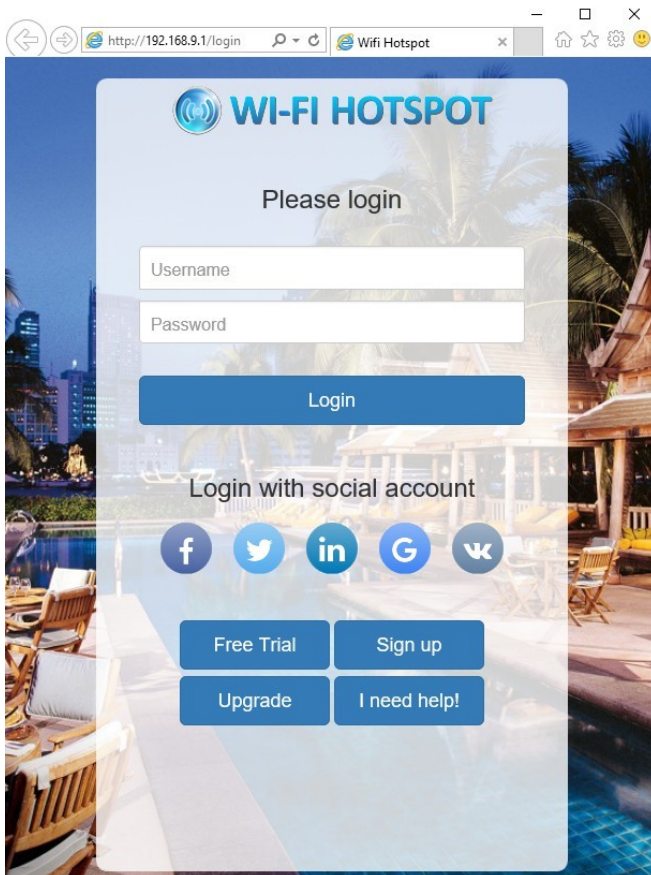 http://192.168.9.1/login
Wifi Hotspot
WI-FI HOTSPOT
Please login
Username
Password
Login
Login with social account
f in G
Free Trial Sign up
Upgrade I need help!